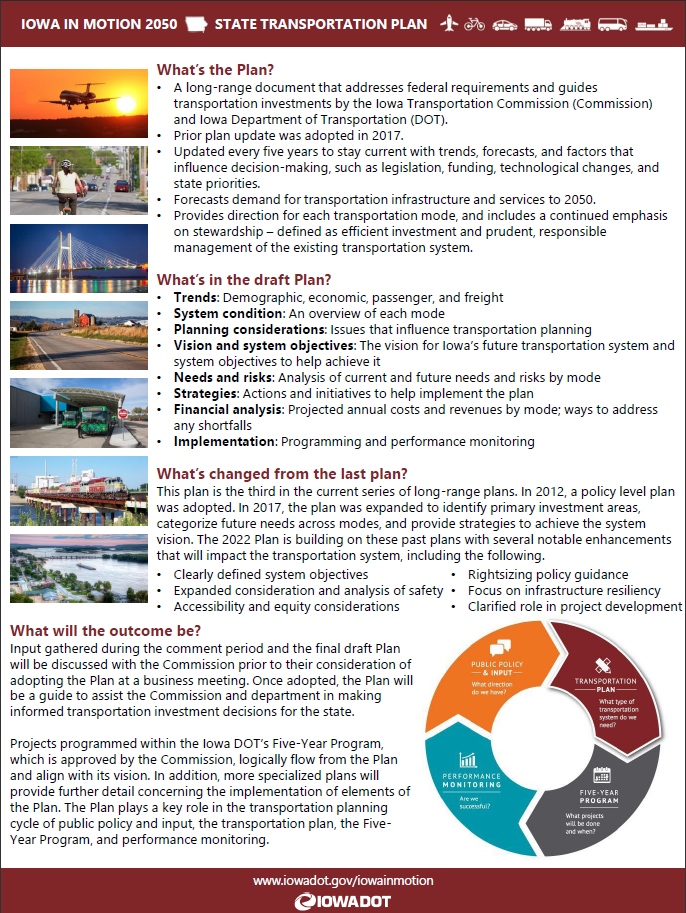 IOWA IN MOTION 2050 STATE TRANSPORTATION PLAN
What's the Plan?
• A long-range document that addresses federal requirements and guides
transportation investments by the Iowa Transportation Commission (Commission)
and Iowa Department of Transportation (DOT).
• Prior plan update was adopted in 2017.
• Updated every five years to stay current with trends, forecasts, and factors that
influence decision-making, such as legislation, funding, technological changes, and
state priorities.
• Forecasts demand for transportation infrastructure and services to 2050.
• Provides direction for each transportation mode, and includes a continued emphasis
on stewardship – defined as efficient investment and prudent, responsible
management of the existing transportation system.
What's in the draft Plan?
• Trends: Demographic, economic, passenger, and freight
• System condition: An overview of each mode
• Planning considerations: Issues that influence transportation planning
• Vision and system objectives: The vision for Iowa's future transportation system and
system objectives to help achieve it
• Needs and risks: Analysis of current and future needs and risks by mode
• Strategies: Actions and initiatives to help implement the plan
• Financial analysis: Projected annual costs and revenues by mode; ways to address
any shortfalls
• Implementation: Programming and performance monitoring
What's changed from the last plan?
This plan is the third in the current series of long-range plans. In 2012, a policy level plan
was adopted. In 2017, the plan was expanded to identify primary investment areas,
categorize future needs across modes, and provide strategies to achieve the system
vision. The 2022 Plan is building on these past plans with several notable enhancements
that will impact the transportation system, including the following.
• Clearly defined system objectives
• Expanded consideration and analysis of safety
• Accessibility and equity considerations
• Rightsizing policy guidance
• Focus on infrastructure resiliency
• Clarified role in project development
What will the outcome be?
Input gathered during the comment period and the final draft Plan
will be discussed with the Commission prior to their consideration of
adopting the Plan at a business meeting. Once adopted, the Plan will
be a guide to assist the Commission and department in making
informed transportation investment decisions for the state.
Projects programmed within the Iowa DOT's Five-Year Program,
which is approved by the Commission, logically flow from the Plan
and align with its vision. In addition, more specialized plans will
provide further detail concerning the implementation of elements of
the Plan. The Plan plays a key role in the transportation planning
cycle of public policy and input, the transportation plan, the Five-
Year Program, and performance monitoring.
PUBLIC POLICY
& INPUT
What direction
do we have?
TRANSPORTATION
PLAN
What type of
transportation
system do we
need?
PERFORMANCE
MONITORING
Are we
successful?
FIVE-YEAR
PROGRAM
What projects
will be done
and when?
www.iowadot.gov/iowainmotion
IOWADOT